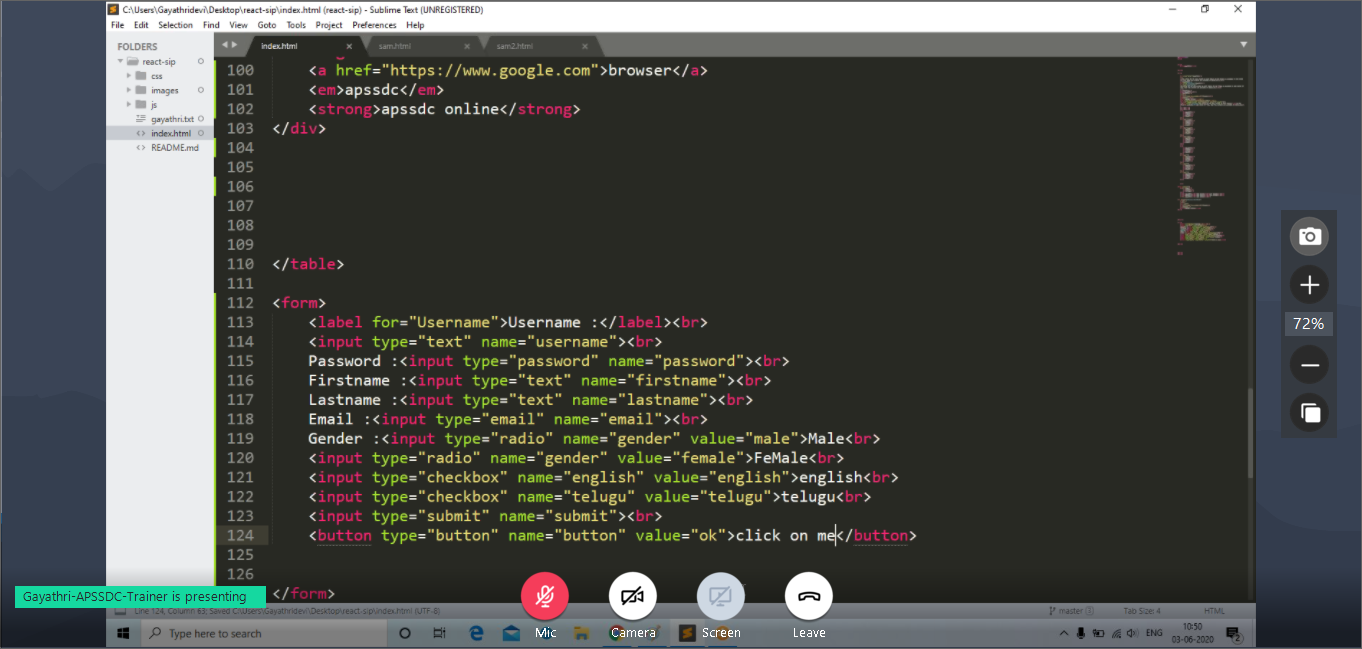 C:\Users\Gayathridevi\Desktop\react-sip\index.html (react-sip) - Sublime Text (UNREGISTERED)
File Edit Selection Find View Goto Tools Project Preferences Help
FOLDERS
react-sip
css
images
js
gayathri.txt
index.html
README.md
index.html sam.html sam2.html
100 <a href="https://www.google.com">browser</a>
101 <em>apssdc</em>
102 <strong>apssdc online</strong>
103 </div>
104
105
106
107
108
109
110 </table>
111
112 <form>
113 <label for="Username">Username :</label><br>
114 <input type="text" name="username"><br>
115 Password :<input type="password" name="password"><br>
116 Firstname :<input type="text" name="firstname"><br>
117 Lastname :<input type="text" name="lastname"><br>
118 Email :<input type="email" name="email"><br>
119 Gender :<input type="radio" name="gender" value="male">Male<br>
120 <input type="radio" name="gender" value="female">FeMale<br>
121 <input type="checkbox" name="english" value="english">english<br>
122 <input type="checkbox" name="telugu" value="telugu">telugu<br>
123 <input type="submit" name="submit"><br>
124 <button type="button" name="button" value="ok">click on me</button>
125
126
</form>
72%
Gayathri-APSSDC-Trainer is presenting
Line 124, Column 63; Saved C:\Users\Gayathridevi\Desktop\react-sip\index.html (UTF-8)
master
Tab Size: 4
HTML
Type here to search
Mic
Camera
Screen
Leave
ENG
10:50
03-06-2020
2